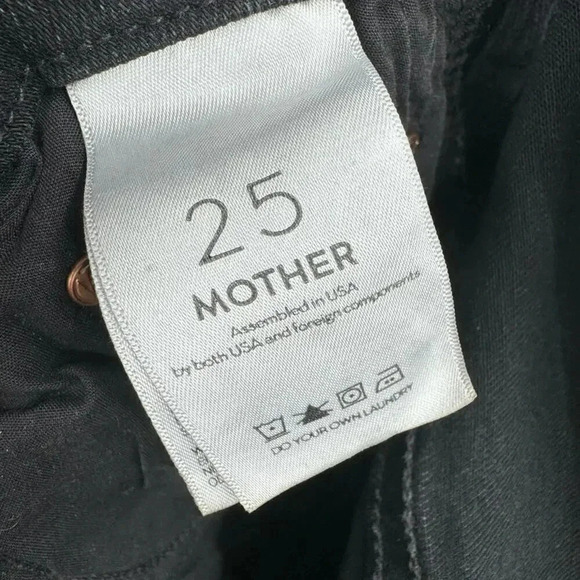 25
MOTHER
Assembled in USA
by both USA and foreign components
DO YOUR OWN LAUNDRY